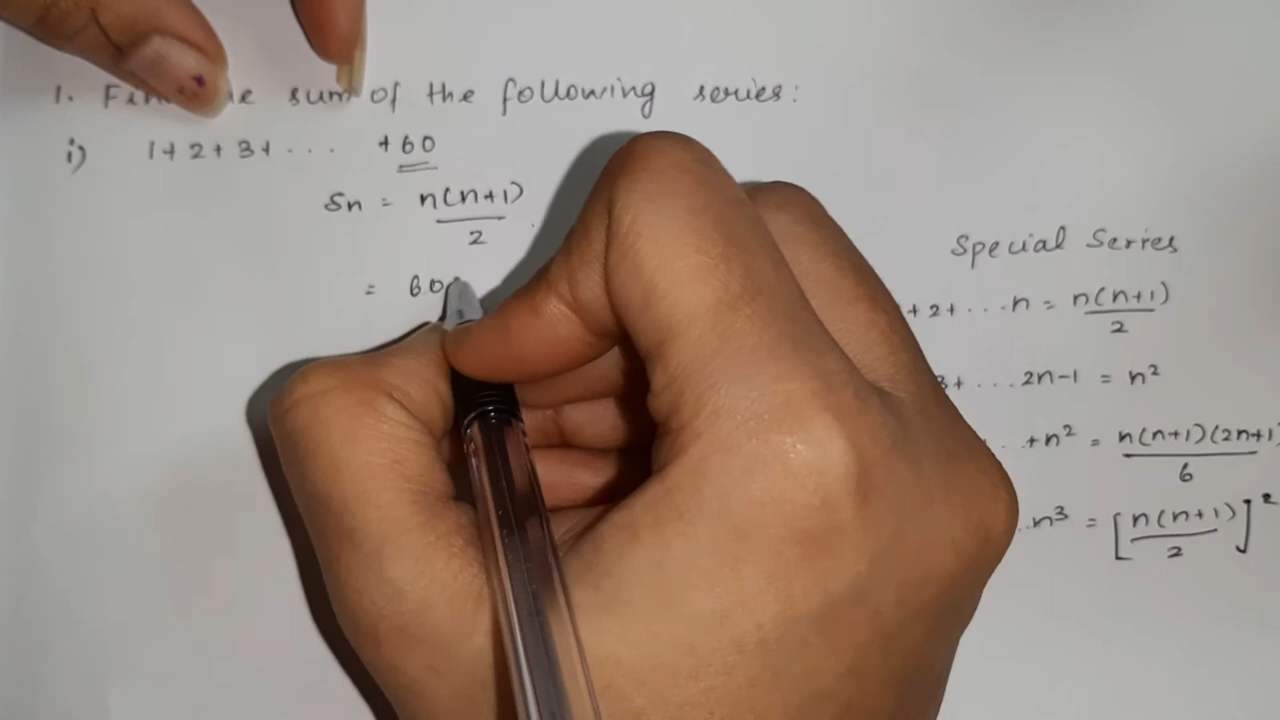 1. Find sum of the following series:
i) 1+2+3+... +60
Sn = n(n+1)
2
= 60
Special Series
+2+...n = n(n+1)
2
3+...2n-1 = n²
..+n² = n(n+1)(2n+1
6
..n³ = [n(n+1)]²
2